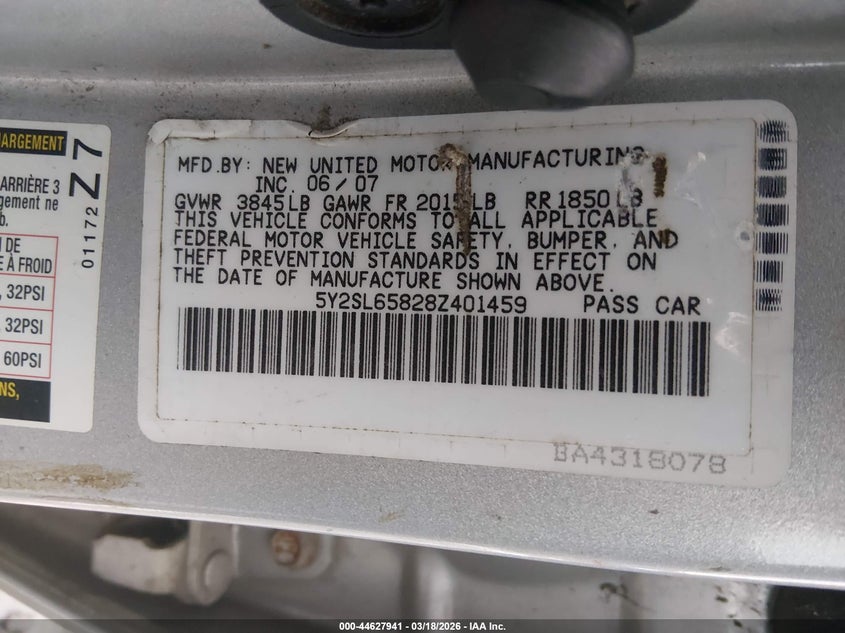 HARGEMENT
ARRIÈRE 3
gement ne
b.
N DE
E À FROID
, 32PSI
, 32PSI
60PSI
NS,
01172
Z 7
MFD.BY: NEW UNITED MOTOR MANUFACTURING
INC. 06/07
GVWR 3845LB GAWR FR 2015LB RR 1850LB
THIS VEHICLE CONFORMS TO ALL APPLICABLE
FEDERAL MOTOR VEHICLE SAFETY, BUMPER, AND
THEFT PREVENTION STANDARDS IN EFFECT ON
THE DATE OF MANUFACTURE SHOWN ABOVE.
5Y2SL65828Z401459 PASS CAR
BA4318078
000-44627941 | 03/18/2026 | IAA Inc.